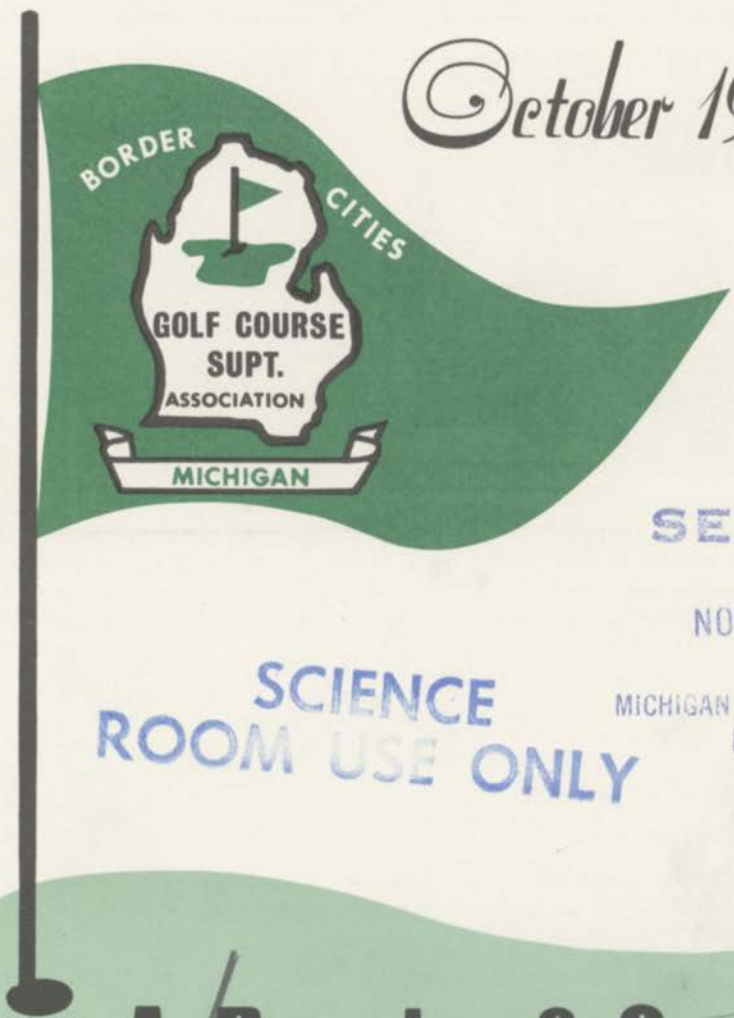 October 19
BORDER CITIES
GOLF COURSE
SUPT.
ASSOCIATION
MICHIGAN
SE
NO
SCIENCE
ROOM USE ONLY
MICHIGAN